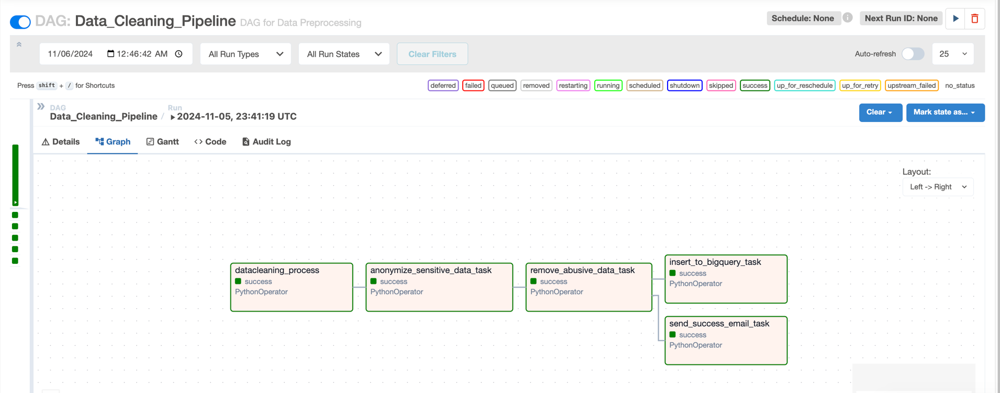 DAG: Data_Cleaning_Pipeline DAG for Data Preprocessing
Schedule: None
Next Run ID: None
11/06/2024 12:46:42 AM
All Run Types
All Run States
Clear Filters
Auto-refresh
25
Press shift + / for Shortcuts
deferred failed queued removed restarting running scheduled shutdown skipped success up_for_reschedule up_for_retry upstream_failed no_status
DAG
Data_Cleaning_Pipeline /
Run
2024-11-05, 23:41:19 UTC
Clear
Mark state as...
Details
Graph
Gantt
Code
Audit Log
Layout:
Left -> Right
datacleaning_process
success
PythonOperator
anonymize_sensitive_data_task
success
PythonOperator
remove_abusive_data_task
success
PythonOperator
insert_to_bigquery_task
success
PythonOperator
send_success_email_task
success
PythonOperator